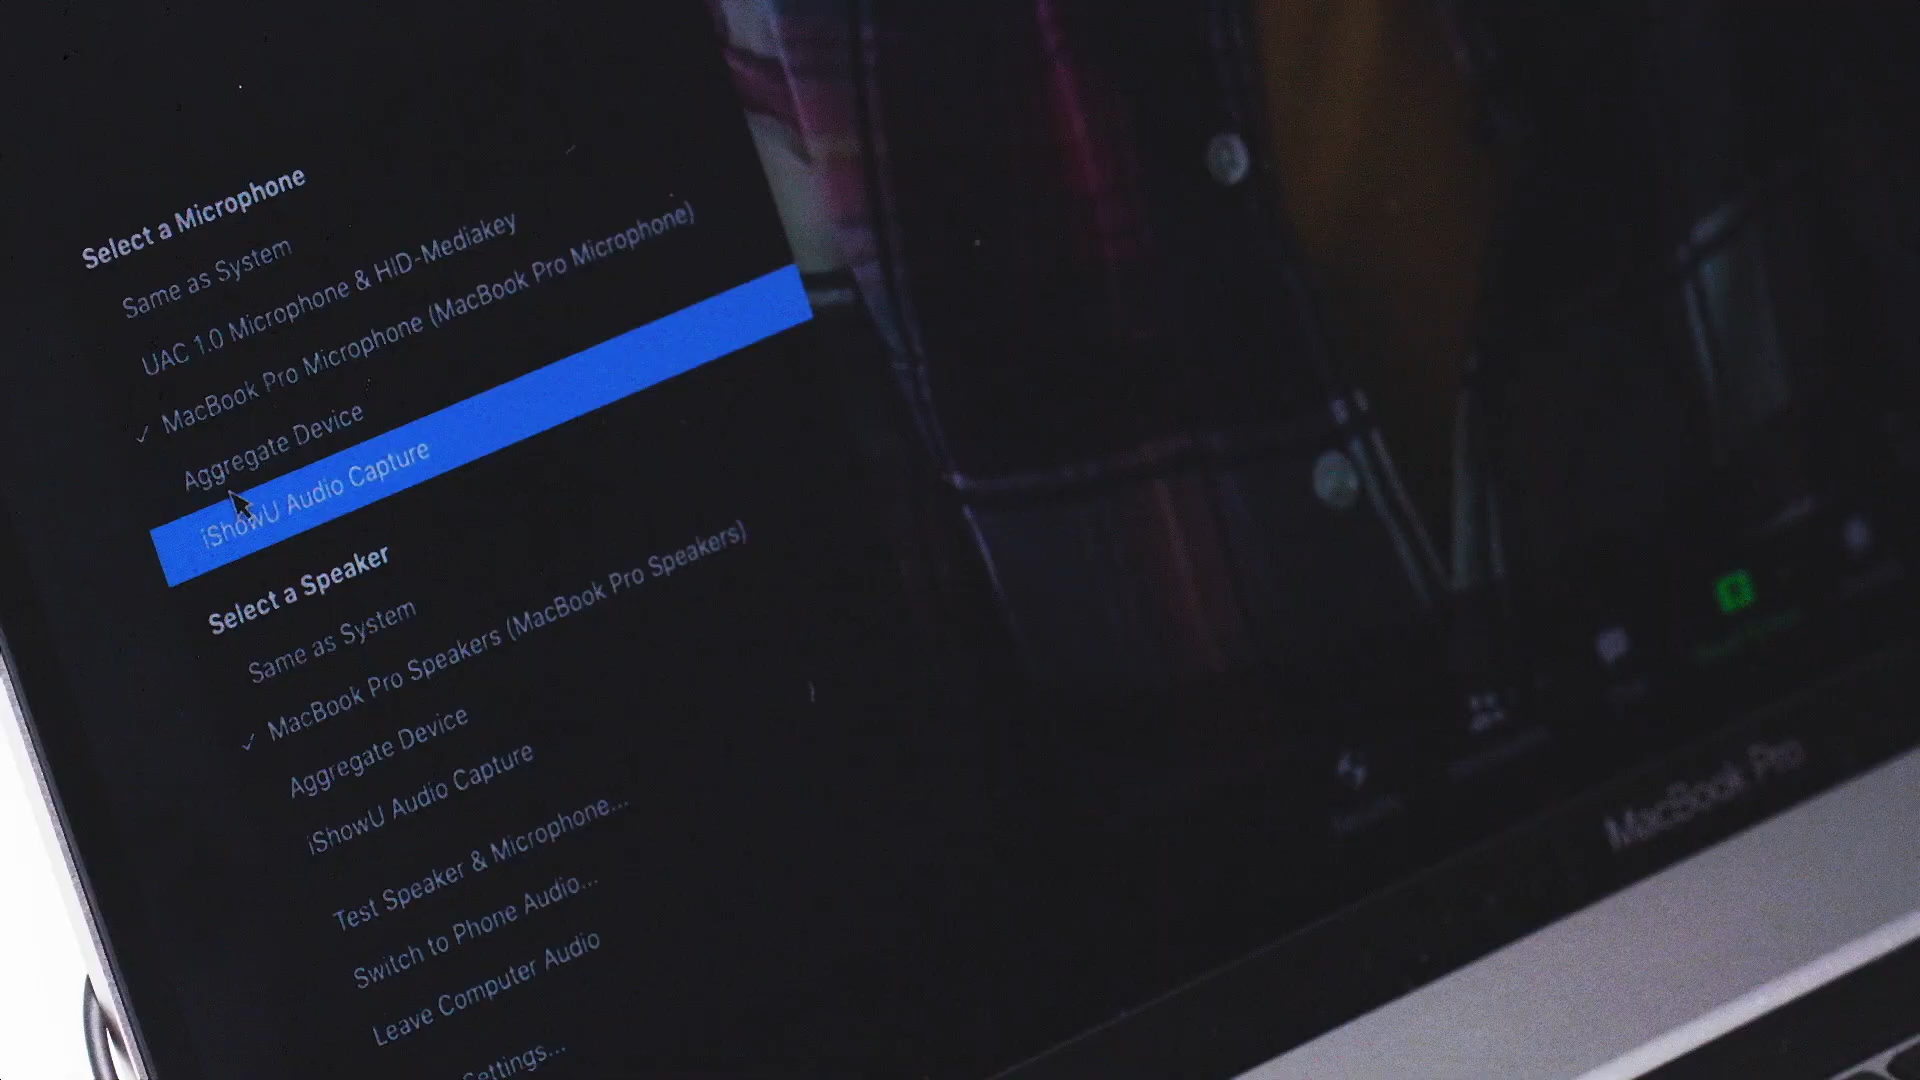 Select a Microphone
Same as System
UAC 1.0 Microphone & HID-Mediakey
✓ MacBook Pro Microphone (MacBook Pro Microphone)
Aggregate Device
iShowU Audio Capture
Select a Speaker
Same as System
✓ MacBook Pro Speakers (MacBook Pro Speakers)
Aggregate Device
iShowU Audio Capture
Test Speaker & Microphone...
Switch to Phone Audio...
Leave Computer Audio
Settings...
MacBook Pro